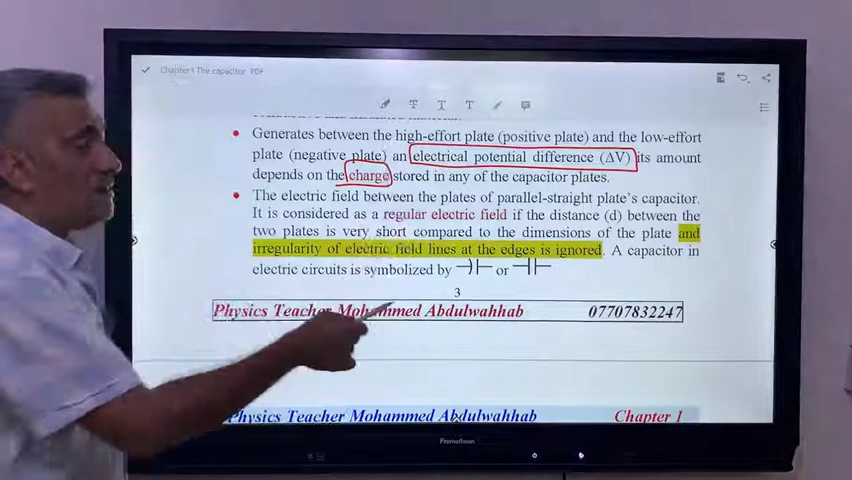 Chapter1 The capacitor PDF
Generates between the high-effort plate (positive plate) and the low-effort
plate (negative plate) an electrical potential difference (ΔV) its amount
depends on the charge stored in any of the capacitor plates.
The electric field between the plates of parallel-straight plate's capacitor.
It is considered as a regular electric field if the distance (d) between the
two plates is very short compared to the dimensions of the plate and
irregularity of electric field lines at the edges is ignored. A capacitor in
electric circuits is symbolized by or
3
Physics Teacher Mohammed Abdulwahhab 07707832247
Physics Teacher Mohammed Abdulwahhab Chapter 1
Promethean